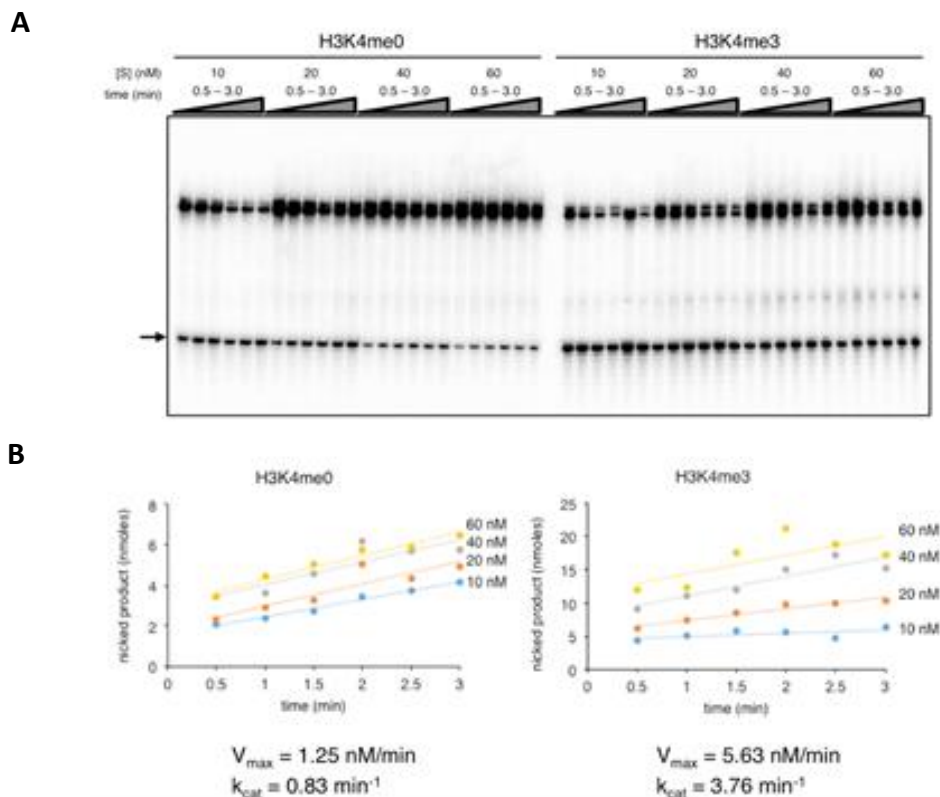 A
H3K4me0 H3K4me3
[S] (nM) 10 20 40 60 10 20 40 60
time (min) 0.5 – 3.0 0.5 – 3.0 0.5 – 3.0 0.5 – 3.0 0.5 – 3.0 0.5 – 3.0 0.5 – 3.0 0.5 – 3.0
B
H3K4me0
nicked product (nmoles)
8
6
4
2
0
0 0.5 1 1.5 2 2.5 3
time (min)
60 nM
40 nM
20 nM
10 nM
Vmax = 1.25 nM/min
kcat = 0.83 min-1
H3K4me3
nicked product (nmoles)
25
20
15
10
5
0
0 0.5 1 1.5 2 2.5 3
time (min)
60 nM
40 nM
20 nM
10 nM
Vmax = 5.63 nM/min
kcat = 3.76 min-1